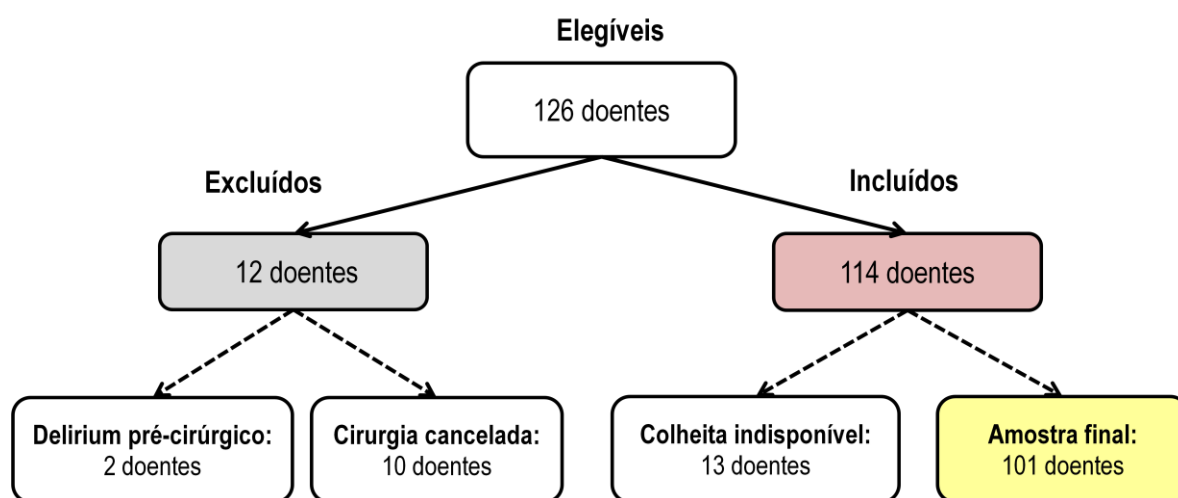 Elegíveis
126 doentes
Excluídos
Incluídos
12 doentes
114 doentes
Delirium pré-cirúrgico:
2 doentes
Cirurgia cancelada:
10 doentes
Colheita indisponível:
13 doentes
Amostra final:
101 doentes